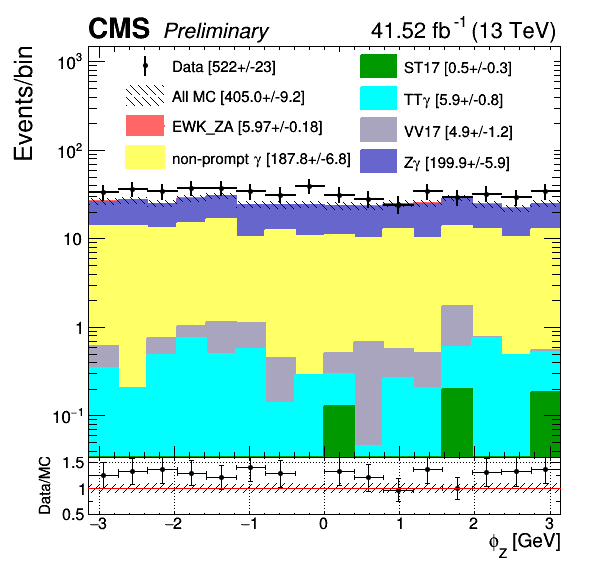 CMS Preliminary 41.52 fb⁻¹ (13 TeV)
Events/bin
Data [522+/-23]
All MC [405.0+/-9.2]
EWK_ZA [5.97+/-0.18]
non-prompt γ [187.8+/-6.8]
ST17 [0.5+/-0.3]
TTγ [5.9+/-0.8]
VV17 [4.9+/-1.2]
Zγ [199.9+/-5.9]
10³
10²
10
1
10⁻¹
Data/MC
1.5
1
0.5
−3 −2 −1 0 1 2 3
ϕ_Z [GeV]